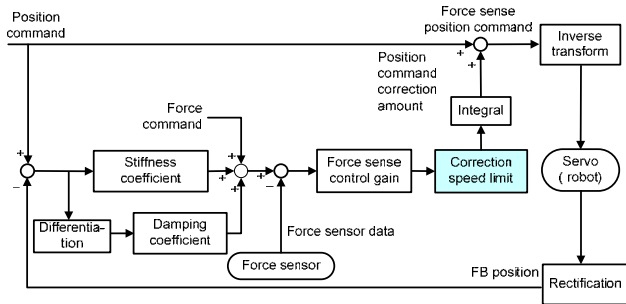 Position
command
Force sense
position command
Inverse
transform
Position
command
correction
amount
Integral
Force
command
Stiffness
coefficient
Force sense
control gain
Correction
speed limit
Servo
( robot)
Differentia-
tion
Damping
coefficient
Force sensor data
Force sensor
FB position
Rectification
+
+
+
−
+
+
+
+
−